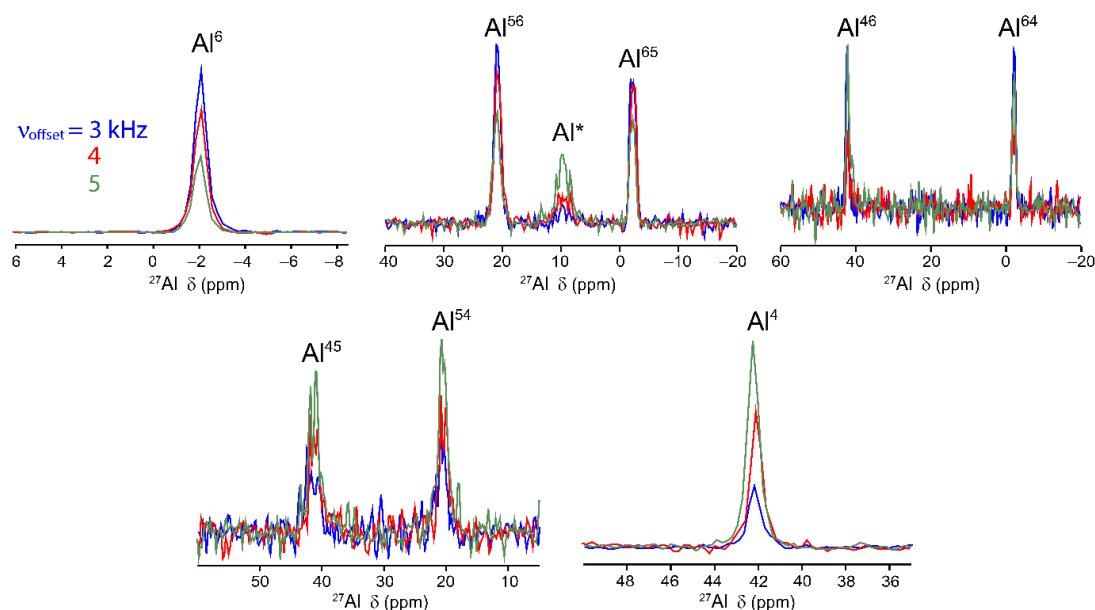 Al⁶
ν_offset = 3 kHz
4
5
6 4 2 0 −2 −4 −6 −8
²⁷Al δ (ppm)
Al⁵⁶
Al*
Al⁶⁵
40 30 20 10 0 −10 −20
²⁷Al δ (ppm)
Al⁴⁶
Al⁶⁴
60 40 20 0 −20
²⁷Al δ (ppm)
Al⁴⁵
Al⁵⁴
50 40 30 20 10
²⁷Al δ (ppm)
Al⁴
48 46 44 42 40 38 36
²⁷Al δ (ppm)